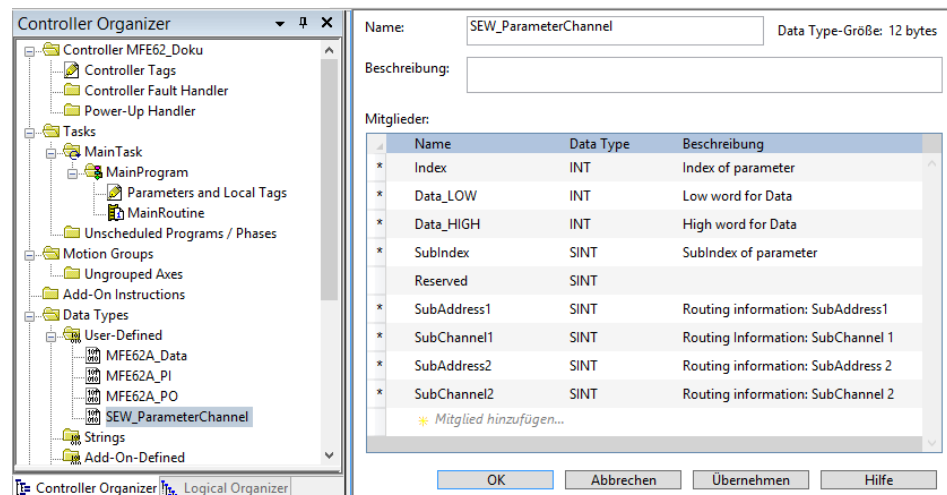 Controller Organizer
Controller MFE62_Doku
Controller Tags
Controller Fault Handler
Power-Up Handler
Tasks
MainTask
MainProgram
Parameters and Local Tags
MainRoutine
Unscheduled Programs / Phases
Motion Groups
Ungrouped Axes
Add-On Instructions
Data Types
User-Defined
MFE62A_Data
MFE62A_PI
MFE62A_PO
SEW_ParameterChannel
Strings
Add-On-Defined
Controller Organizer Logical Organizer
Name: SEW_ParameterChannel Data Type-Größe: 12 bytes
Beschreibung:
Mitglieder:
Name Data Type Beschreibung
* Index INT Index of parameter
* Data_LOW INT Low word for Data
* Data_HIGH INT High word for Data
* SubIndex SINT SubIndex of parameter
Reserved SINT
* SubAddress1 SINT Routing information: SubAddress1
* SubChannel1 SINT Routing Information: SubChannel 1
* SubAddress2 SINT Routing information: SubAddress 2
* SubChannel2 SINT Routing information: SubChannel 2
Mitglied hinzufügen...
OK Abbrechen Übernehmen Hilfe